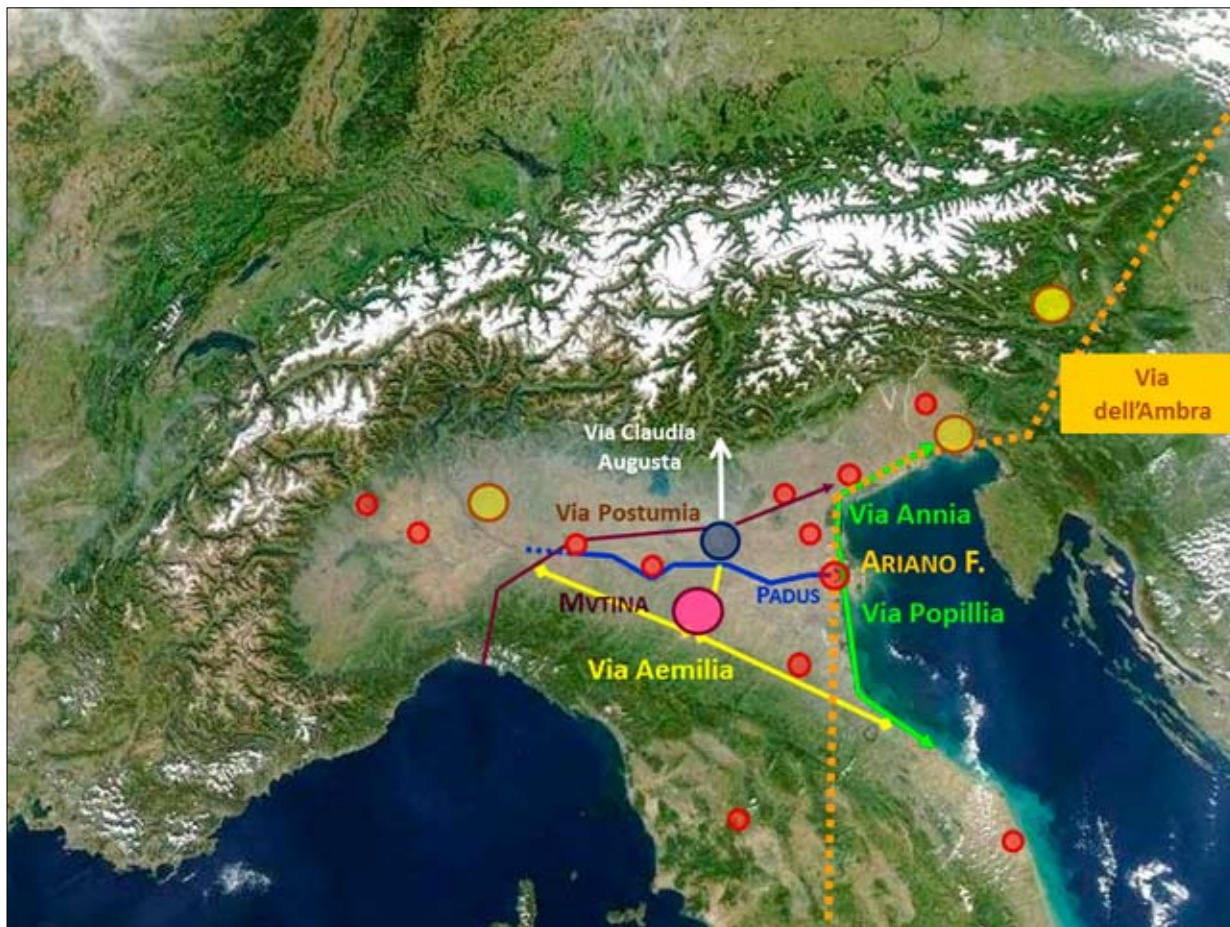 Via
dell'Ambra
Via Claudia
Augusta
Via Postumia
Via Annia
ARIANO F.
MVTINA
PADUS
Via Popillia
Via Aemilia